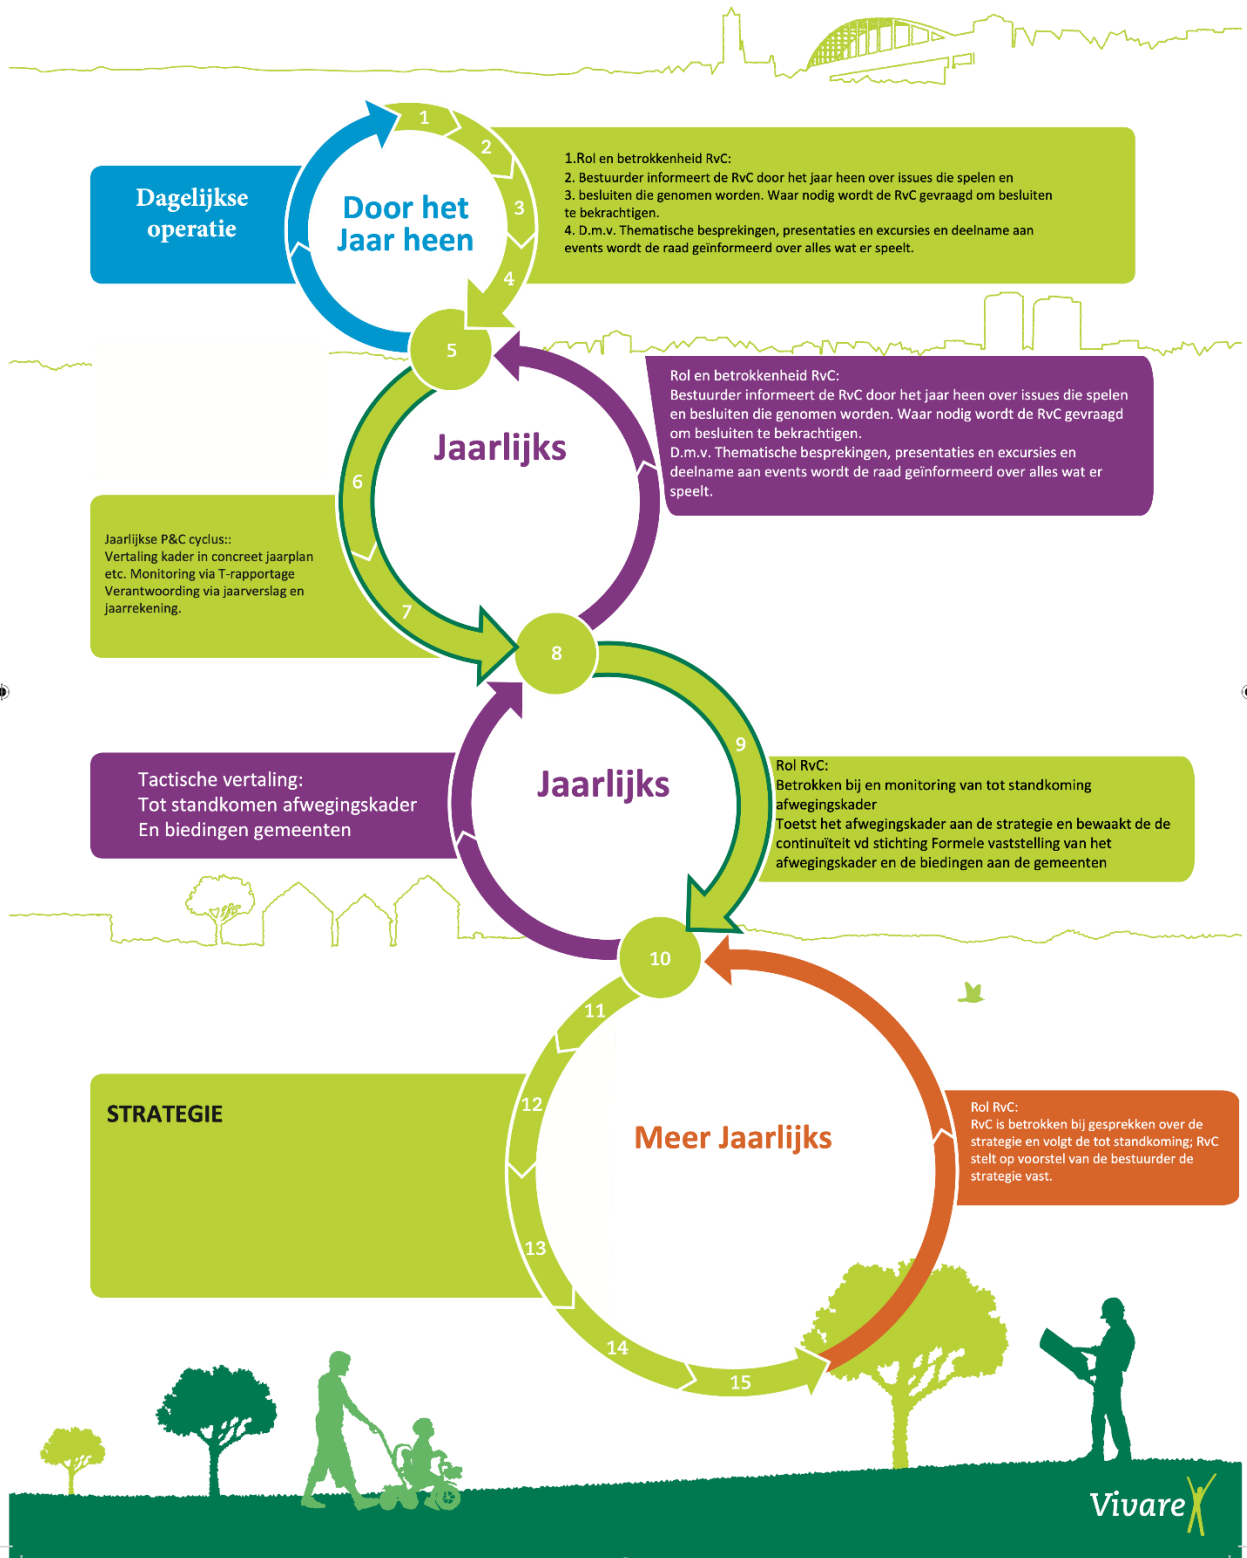 1
2
3
4
Dagelijkse
operatie
Door het
Jaar heen
1.Rol en betrokkenheid RvC:
2. Bestuurder informeert de RvC door het jaar heen over issues die spelen en
3. besluiten die genomen worden. Waar nodig wordt de RvC gevraagd om besluiten
te bekrachtigen.
4. D.m.v. Thematische besprekingen, presentaties en excursies en deelname aan
events wordt de raad geïnformeerd over alles wat er speelt.
5
Rol en betrokkenheid RvC:
Bestuurder informeert de RvC door het jaar heen over issues die spelen
en besluiten die genomen worden. Waar nodig wordt de RvC gevraagd
om besluiten te bekrachtigen.
D.m.v. Thematische besprekingen, presentaties en excursies en
deelname aan events wordt de raad geïnformeerd over alles wat er
speelt.
Jaarlijks
6
7
Jaarlijkse P&C cyclus::
Vertaling kader in concreet jaarplan
etc. Monitoring via T-rapportage
Verantwoording via jaarverslag en
jaarrekening.
8
9
Tactische vertaling:
Tot standkomen afwegingskader
En biedingen gemeenten
Jaarlijks
Rol RvC:
Betrokken bij en monitoring van tot standkoming
afwegingskader
Toetst het afwegingskader aan de strategie en bewaakt de de
continuïteit vd stichting Formele vaststelling van het
afwegingskader en de biedingen aan de gemeenten
10
11
12
13
14
15
STRATEGIE
Meer Jaarlijks
Rol RvC:
RvC is betrokken bij gesprekken over de
strategie en volgt de tot standkoming; RvC
stelt op voorstel van de bestuurder de
strategie vast.
Vivare